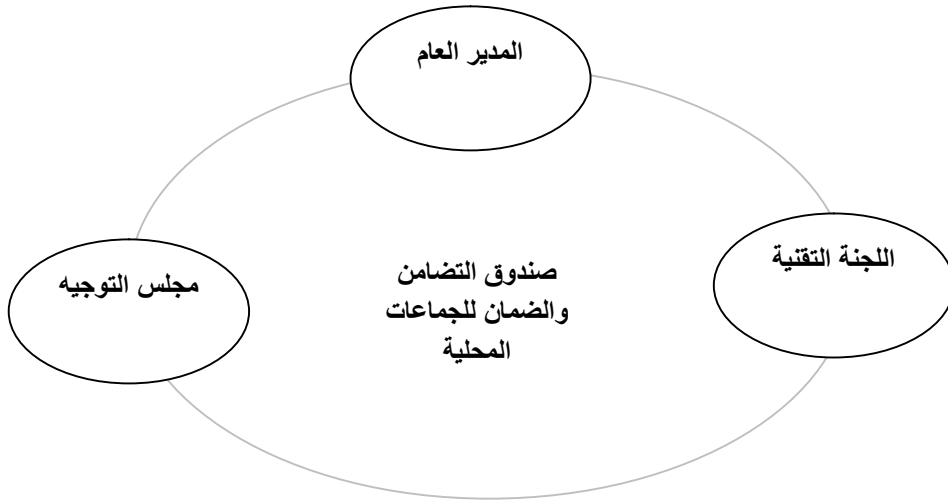 المدير العام
اللجنة التقنية
مجلس التوجيه
صندوق التضامن
والضمان للجماعات
المحلية